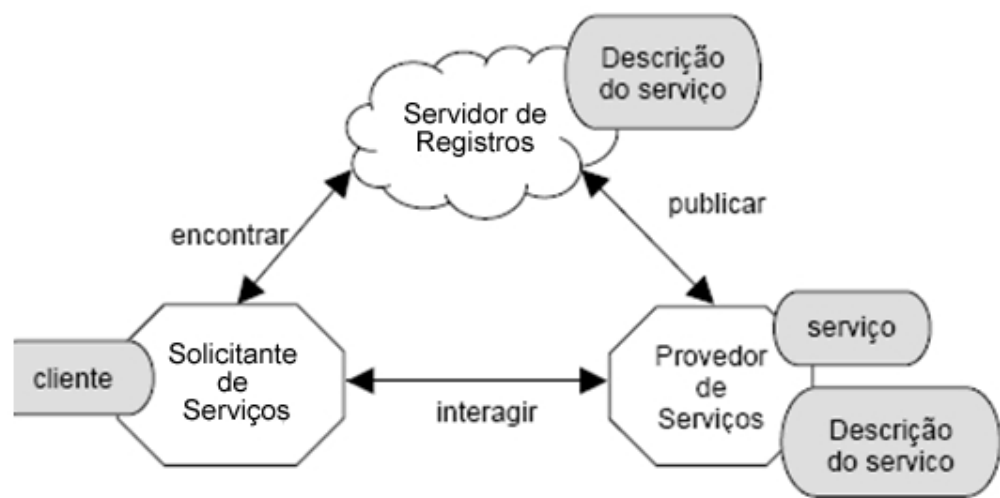 Descrição
do serviço
Servidor de
Registros
publicar
encontrar
serviço
Solicitante
de
Serviços
cliente
Provedor
de
Serviços
interagir
Descrição
do servico